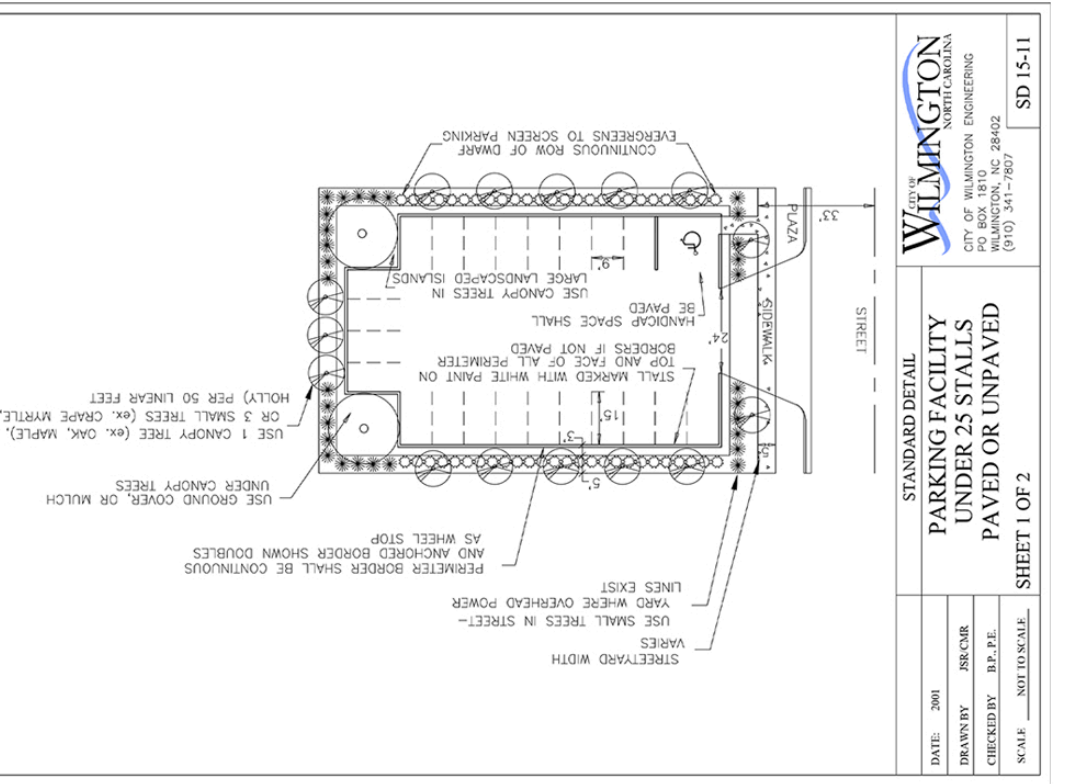 CONTINUOUS ROW OF DWARF
EVERGREENS TO SCREEN PARKING
USE CANOPY TREES IN
LARGE LANDSCAPED ISLANDS
9'
HANDICAP SPACE SHALL
BE PAVED
STALL MARKED WITH WHITE PAINT ON
TOP AND FACE OF ALL PERIMETER
BORDERS IF NOT PAVED
24'
15'
3'
5'
5'
33'
PLAZA
SIDEWALK
STREET
USE 1 CANOPY TREE (ex. OAK, MAPLE),
OR 3 SMALL TREES (ex. CRAPE MYRTLE,
HOLLY) PER 50 LINEAR FEET
USE GROUND COVER, OR MULCH
UNDER CANOPY TREES
PERIMETER BORDER SHALL BE CONTINUOUS
AND ANCHORED BORDER SHOWN DOUBLES
AS WHEEL STOP
USE SMALL TREES IN STREET-
YARD WHERE OVERHEAD POWER
LINES EXIST
STREETYARD WIDTH
VARIES
DATE: 2001
DRAWN BY JSR/CMR
CHECKED BY B.P., P.E.
SCALE NOT TO SCALE
STANDARD DETAIL
PARKING FACILITY
UNDER 25 STALLS
PAVED OR UNPAVED
SHEET 1 OF 2
CITY OF
WILMINGTON
NORTH CAROLINA
CITY OF WILMINGTON ENGINEERING
PO BOX 1810
WILMINGTON, NC 28402
(910) 341-7807
SD 15-11